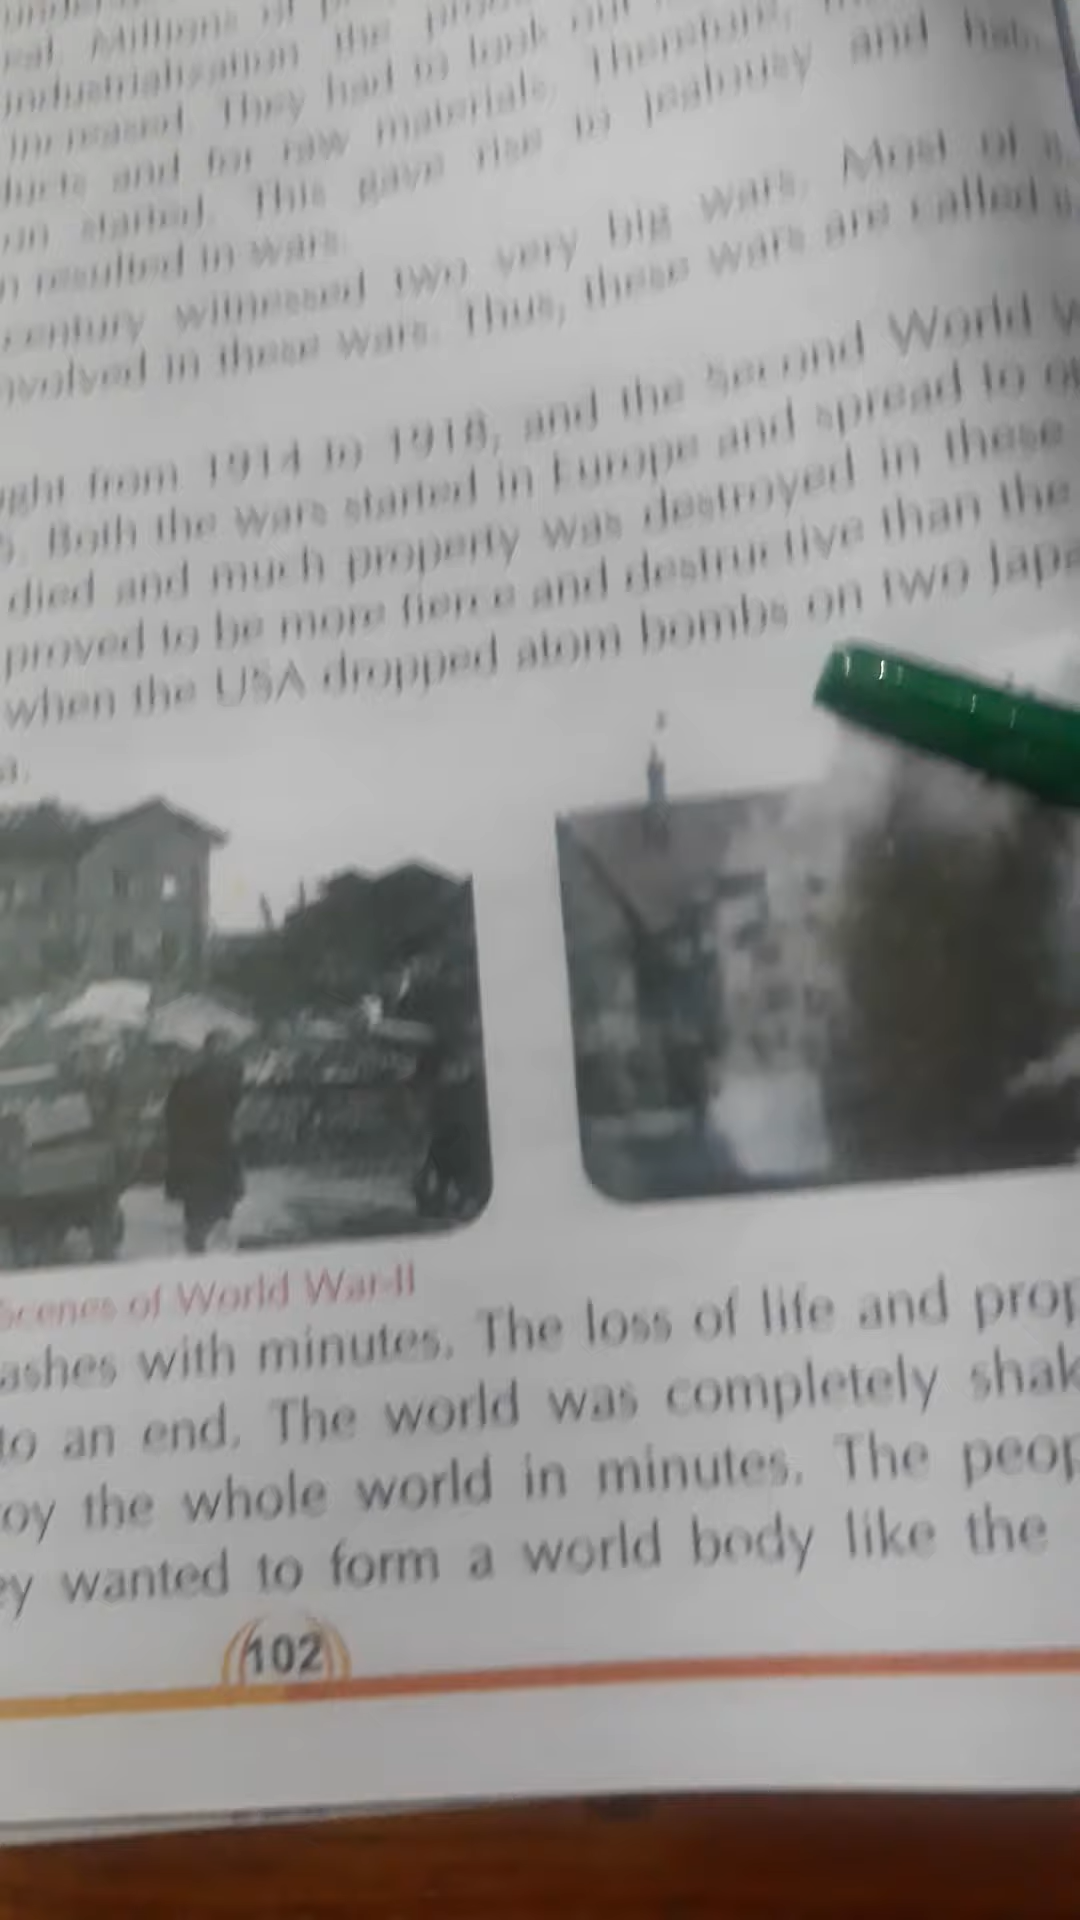 Millions of
industrialisation the
increased. They had to look out
ducts and for raw materials. Therefore,
on started. This gave rise to jealousy and hat
n resulted in wars.
century witnessed two very big wars. Most of
nvolved in these wars. Thus, these wars are called
ght from 1914 to 1918, and the Second World W
. Both the wars started in Europe and spread to
died and much property was destroyed in these
proved to be more fierce and destructive than the
when the USA dropped atom bombs on two Japa
a.
Scenes of World War-II
ashes with minutes. The loss of life and prop
to an end. The world was completely shak
oy the whole world in minutes. The peop
ey wanted to form a world body like the
102